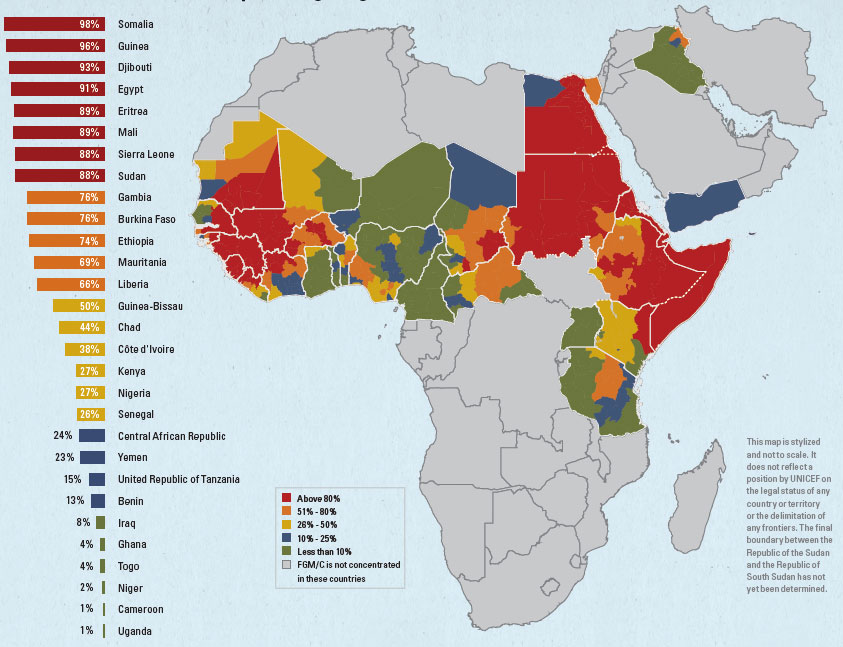 98% Somalia
96% Guinea
93% Djibouti
91% Egypt
89% Eritrea
89% Mali
88% Sierra Leone
88% Sudan
76% Gambia
76% Burkina Faso
74% Ethiopia
69% Mauritania
66% Liberia
50% Guinea-Bissau
44% Chad
38% Côte d'Ivoire
27% Kenya
27% Nigeria
26% Senegal
24% Central African Republic
23% Yemen
15% United Republic of Tanzania
13% Benin
8% Iraq
4% Ghana
4% Togo
2% Niger
1% Cameroon
1% Uganda
Above 80%
51% - 80%
26% - 50%
10% - 25%
Less than 10%
FGM/C is not concentrated
in these countries
This map is stylized
and not to scale. It
does not reflect a
position by UNICEF on
the legal status of any
country or territory
or the delimitation of
any frontiers. The final
boundary between the
Republic of the Sudan
and the Republic of
South Sudan has not
yet been determined.